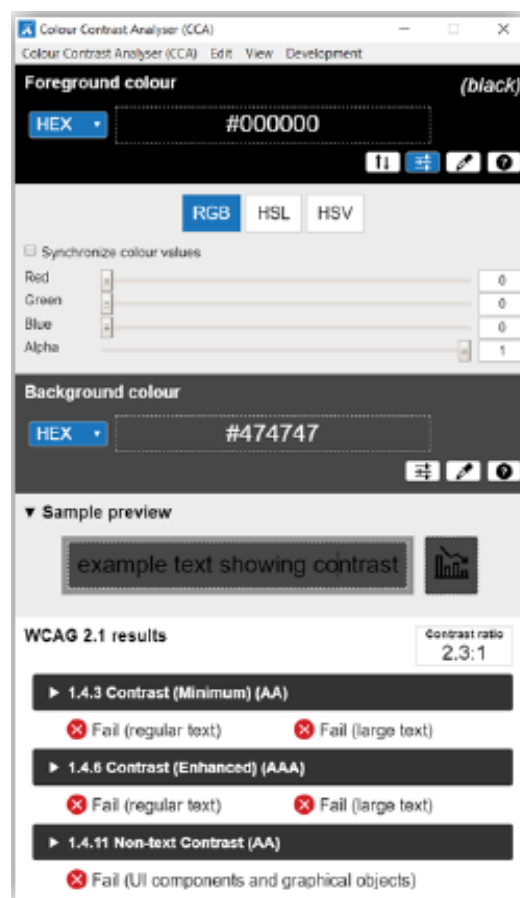 Colour Contrast Analyser (CCA)
Colour Contrast Analyser (CCA) Edit View Development
Foreground colour (black)
HEX #000000
RGB HSL HSV
Synchronize colour values
Red 0
Green 0
Blue 0
Alpha 1
Background colour
HEX #474747
Sample preview
example text showing contrast
WCAG 2.1 results
Contrast ratio
2.3:1
1.4.3 Contrast (Minimum) (AA)
Fail (regular text) Fail (large text)
1.4.6 Contrast (Enhanced) (AAA)
Fail (regular text) Fail (large text)
1.4.11 Non-text Contrast (AA)
Fail (UI components and graphical objects)